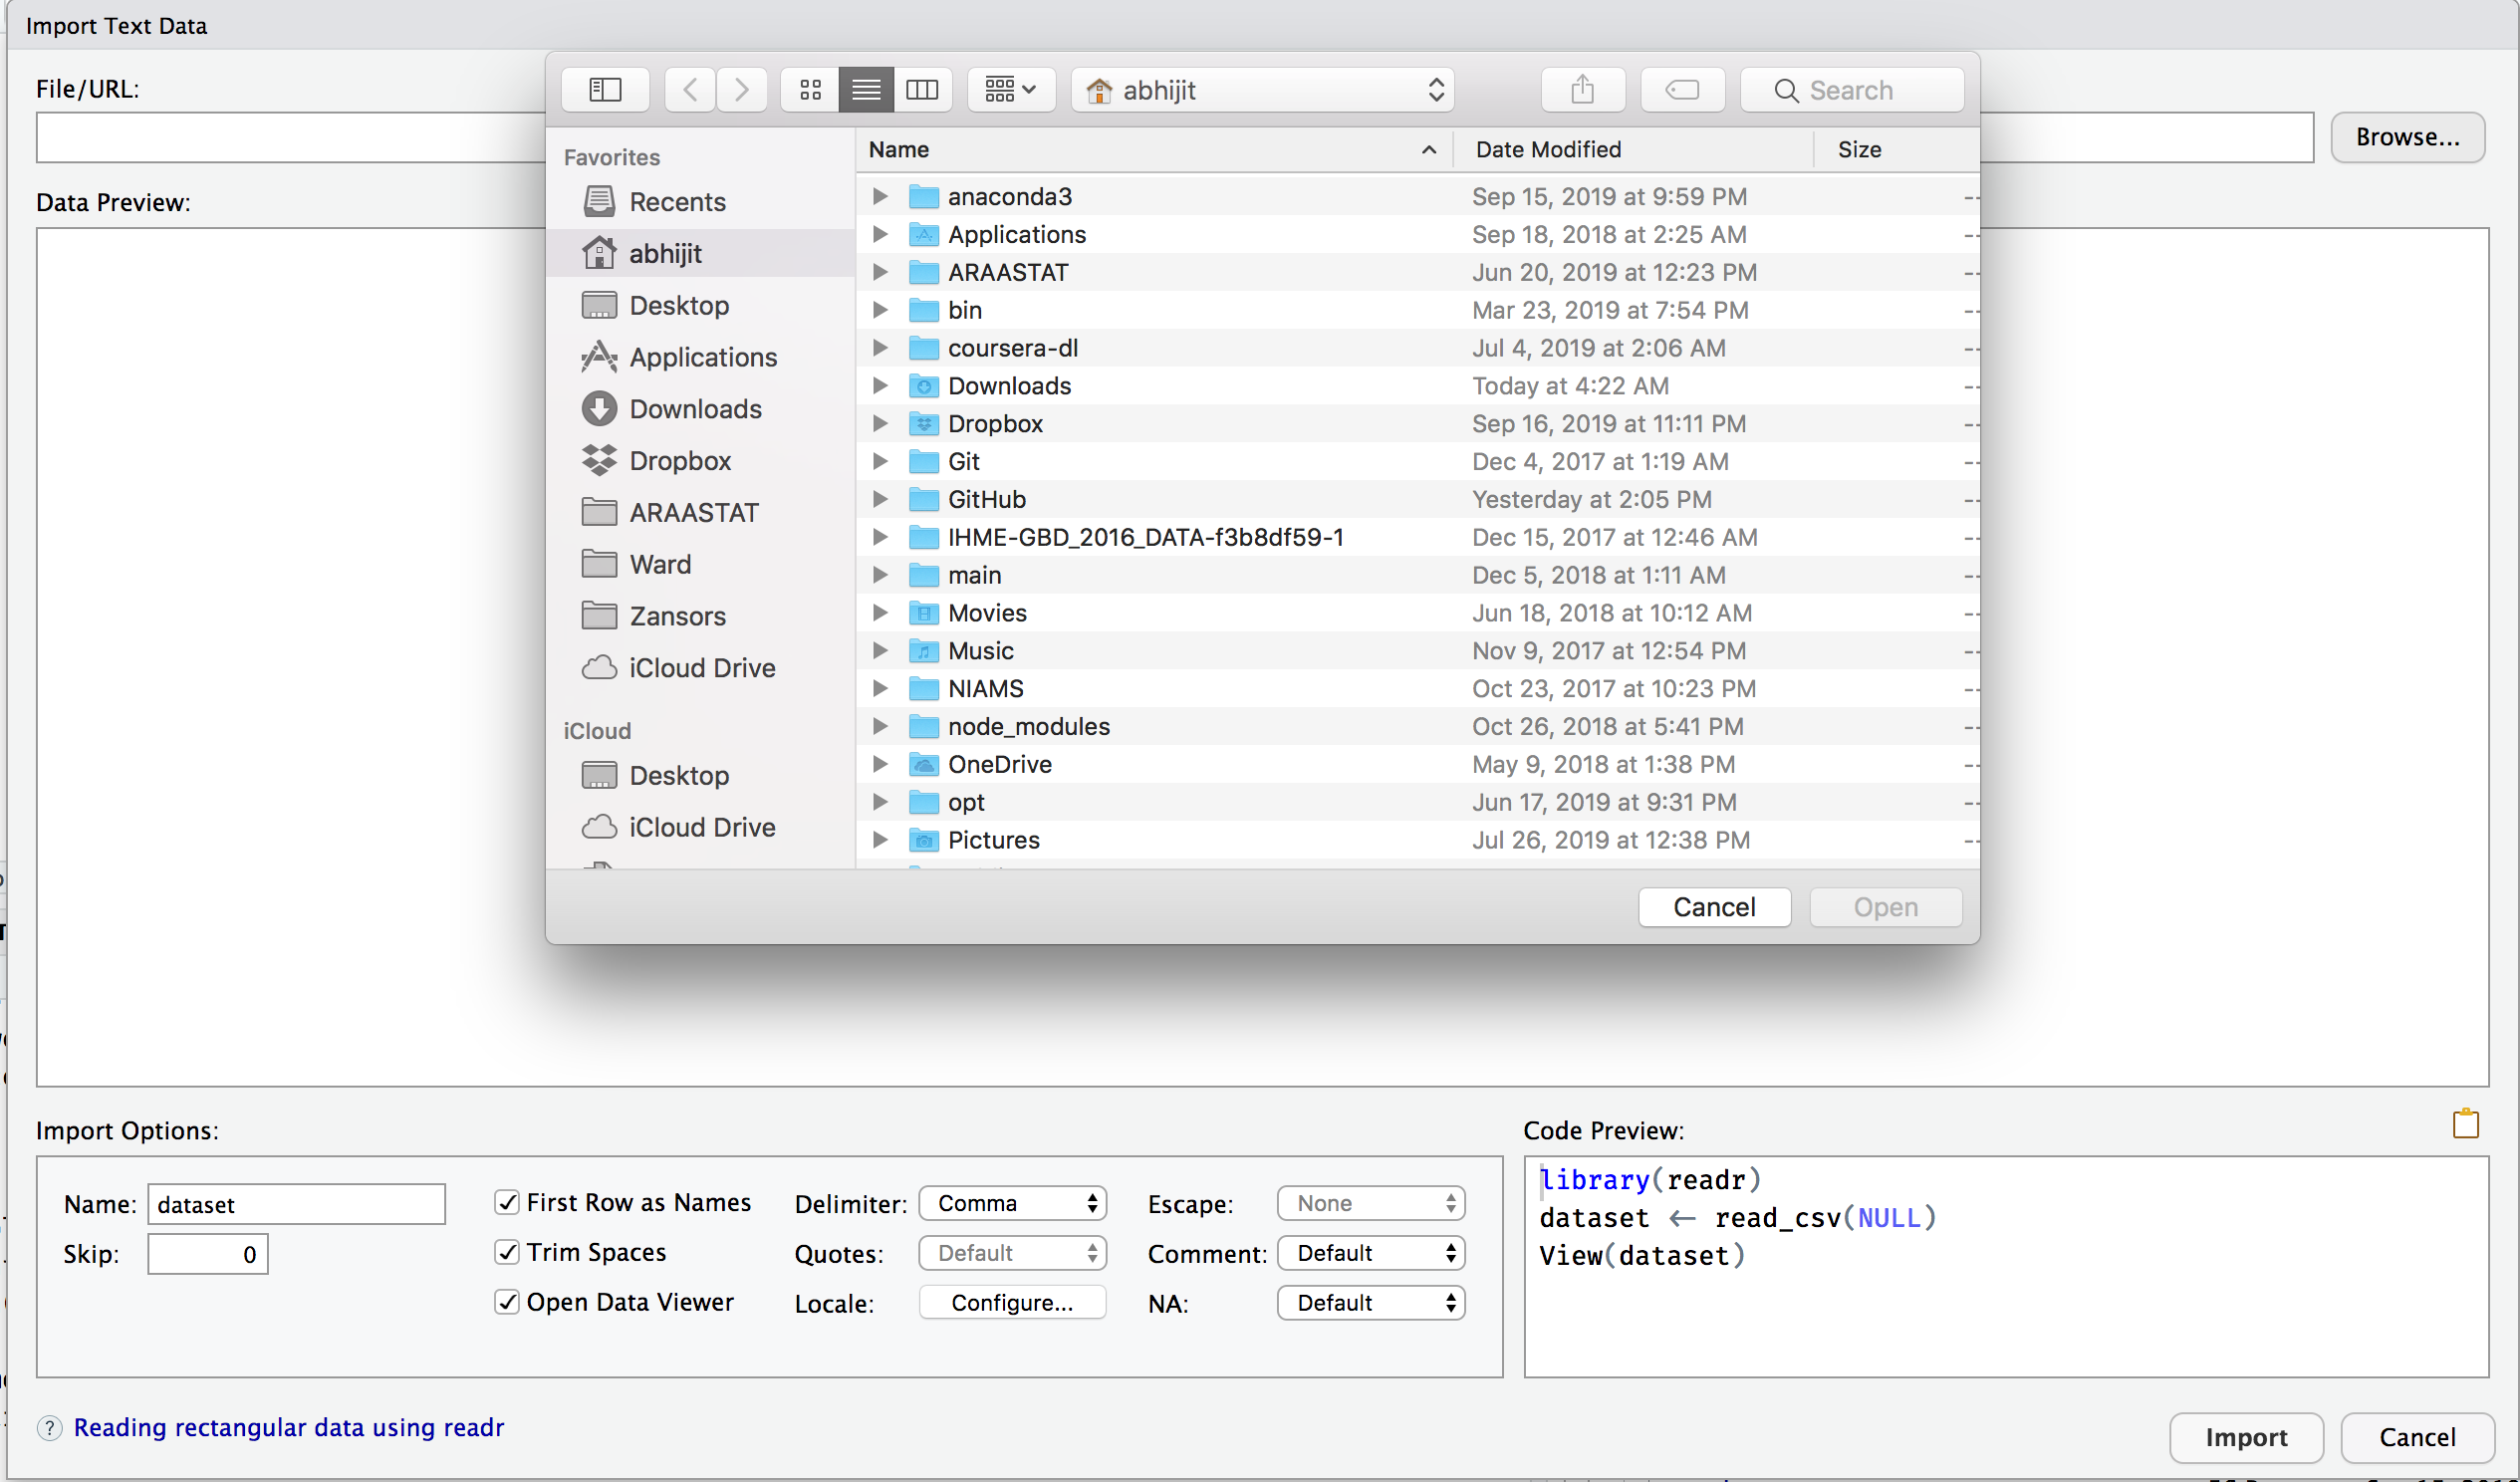 Import Text Data
File/URL:
Browse...
Data Preview:
abhijit
Search
Favorites
Recents
abhijit
Desktop
Applications
Downloads
Dropbox
ARAASTAT
Ward
Zansors
iCloud Drive
iCloud
Desktop
iCloud Drive
Name Date Modified Size
anaconda3 Sep 15, 2019 at 9:59 PM --
Applications Sep 18, 2018 at 2:25 AM --
ARAASTAT Jun 20, 2019 at 12:23 PM --
bin Mar 23, 2019 at 7:54 PM --
coursera-dl Jul 4, 2019 at 2:06 AM --
Downloads Today at 4:22 AM --
Dropbox Sep 16, 2019 at 11:11 PM --
Git Dec 4, 2017 at 1:19 AM --
GitHub Yesterday at 2:05 PM --
IHME-GBD_2016_DATA-f3b8df59-1 Dec 15, 2017 at 12:46 AM --
main Dec 5, 2018 at 1:11 AM --
Movies Jun 18, 2018 at 10:12 AM --
Music Nov 9, 2017 at 12:54 PM --
NIAMS Oct 23, 2017 at 10:23 PM --
node_modules Oct 26, 2018 at 5:41 PM --
OneDrive May 9, 2018 at 1:38 PM --
opt Jun 17, 2019 at 9:31 PM --
Pictures Jul 26, 2019 at 12:38 PM --
Cancel Open
Import Options:
Name: dataset
Skip: 0
First Row as Names
Trim Spaces
Open Data Viewer
Delimiter: Comma
Quotes: Default
Locale: Configure...
Escape: None
Comment: Default
NA: Default
Code Preview:
library(readr)
dataset <- read_csv(NULL)
View(dataset)
? Reading rectangular data using readr
Import Cancel